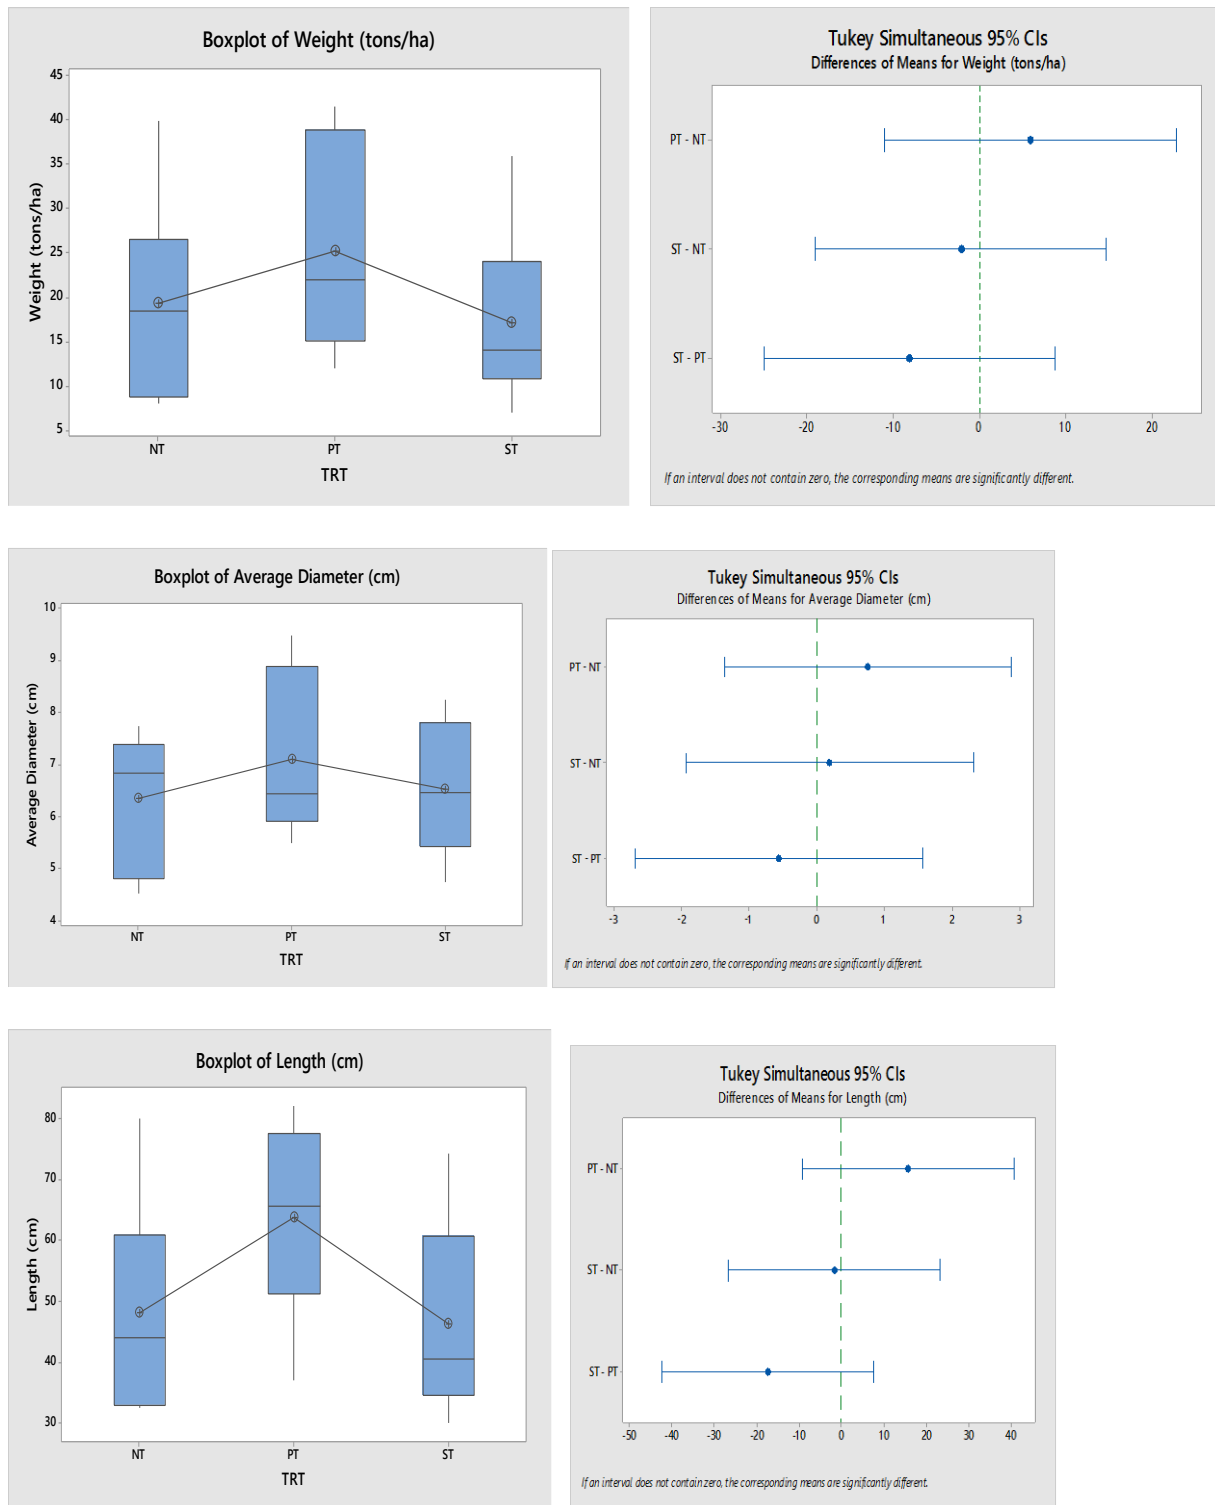 Boxplot of Weight (tons/ha)
45
40
35
30
25
20
15
10
5
Weight (tons/ha)
NT PT ST
TRT
Tukey Simultaneous 95% CIs
Differences of Means for Weight (tons/ha)
PT - NT
ST - NT
ST - PT
-30 -20 -10 0 10 20
If an interval does not contain zero, the corresponding means are significantly different.
Boxplot of Average Diameter (cm)
10
9
8
7
6
5
4
Average Diameter (cm)
NT PT ST
TRT
Tukey Simultaneous 95% CIs
Differences of Means for Average Diameter (cm)
PT - NT
ST - NT
ST - PT
-3 -2 -1 0 1 2 3
If an interval does not contain zero, the corresponding means are significantly different.
Boxplot of Length (cm)
80
70
60
50
40
30
Length (cm)
NT PT ST
TRT
Tukey Simultaneous 95% CIs
Differences of Means for Length (cm)
PT - NT
ST - NT
ST - PT
-50 -40 -30 -20 -10 0 10 20 30 40
If an interval does not contain zero, the corresponding means are significantly different.